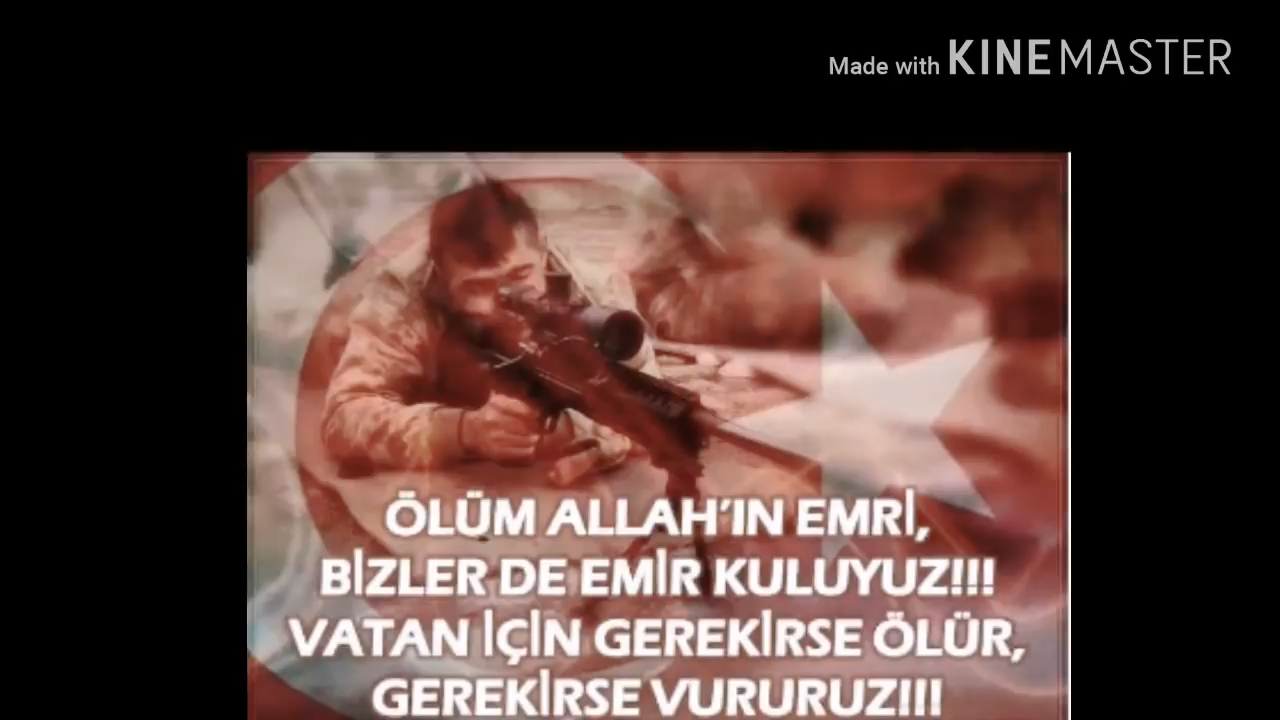 Made with KINEMASTER
ÖLÜM ALLAH'IN EMRİ,
BİZLER DE EMİR KULUYUZ!!!
VATAN İÇİN GEREKİRSE ÖLÜR,
GEREKİRSE VURURUZ!!!